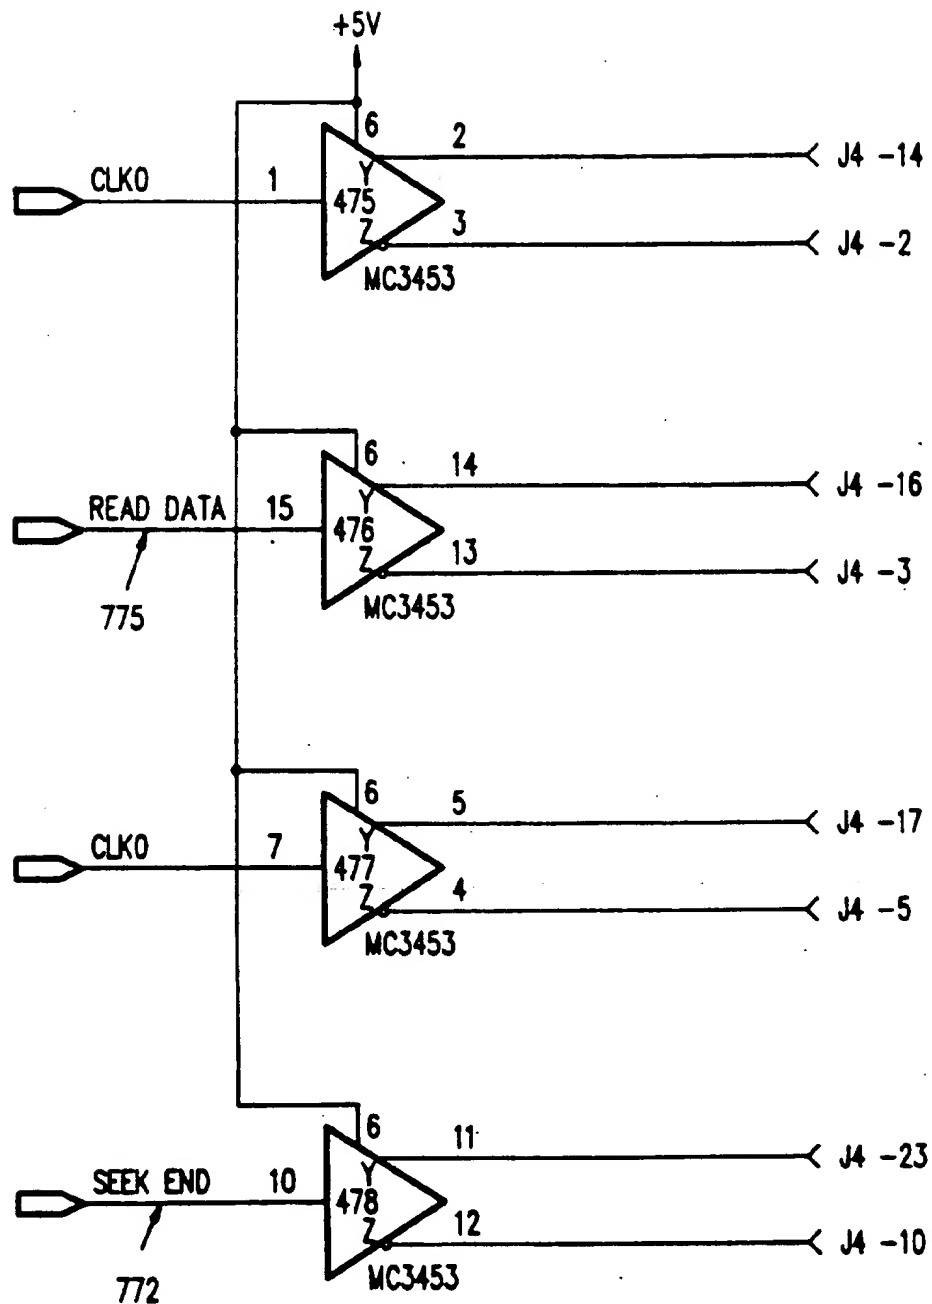 +5V
6
2
J4 -14
CLK0
1
Y
475
3
Z
J4 -2
MC3453
6
14
J4 -16
READ DATA
15
Y
476
13
Z
J4 -3
775
MC3453
6
5
J4 -17
CLK0
7
Y
477
4
Z
J4 -5
MC3453
6
11
J4 -23
SEEK END
10
Y
478
12
Z
J4 -10
772
MC3453